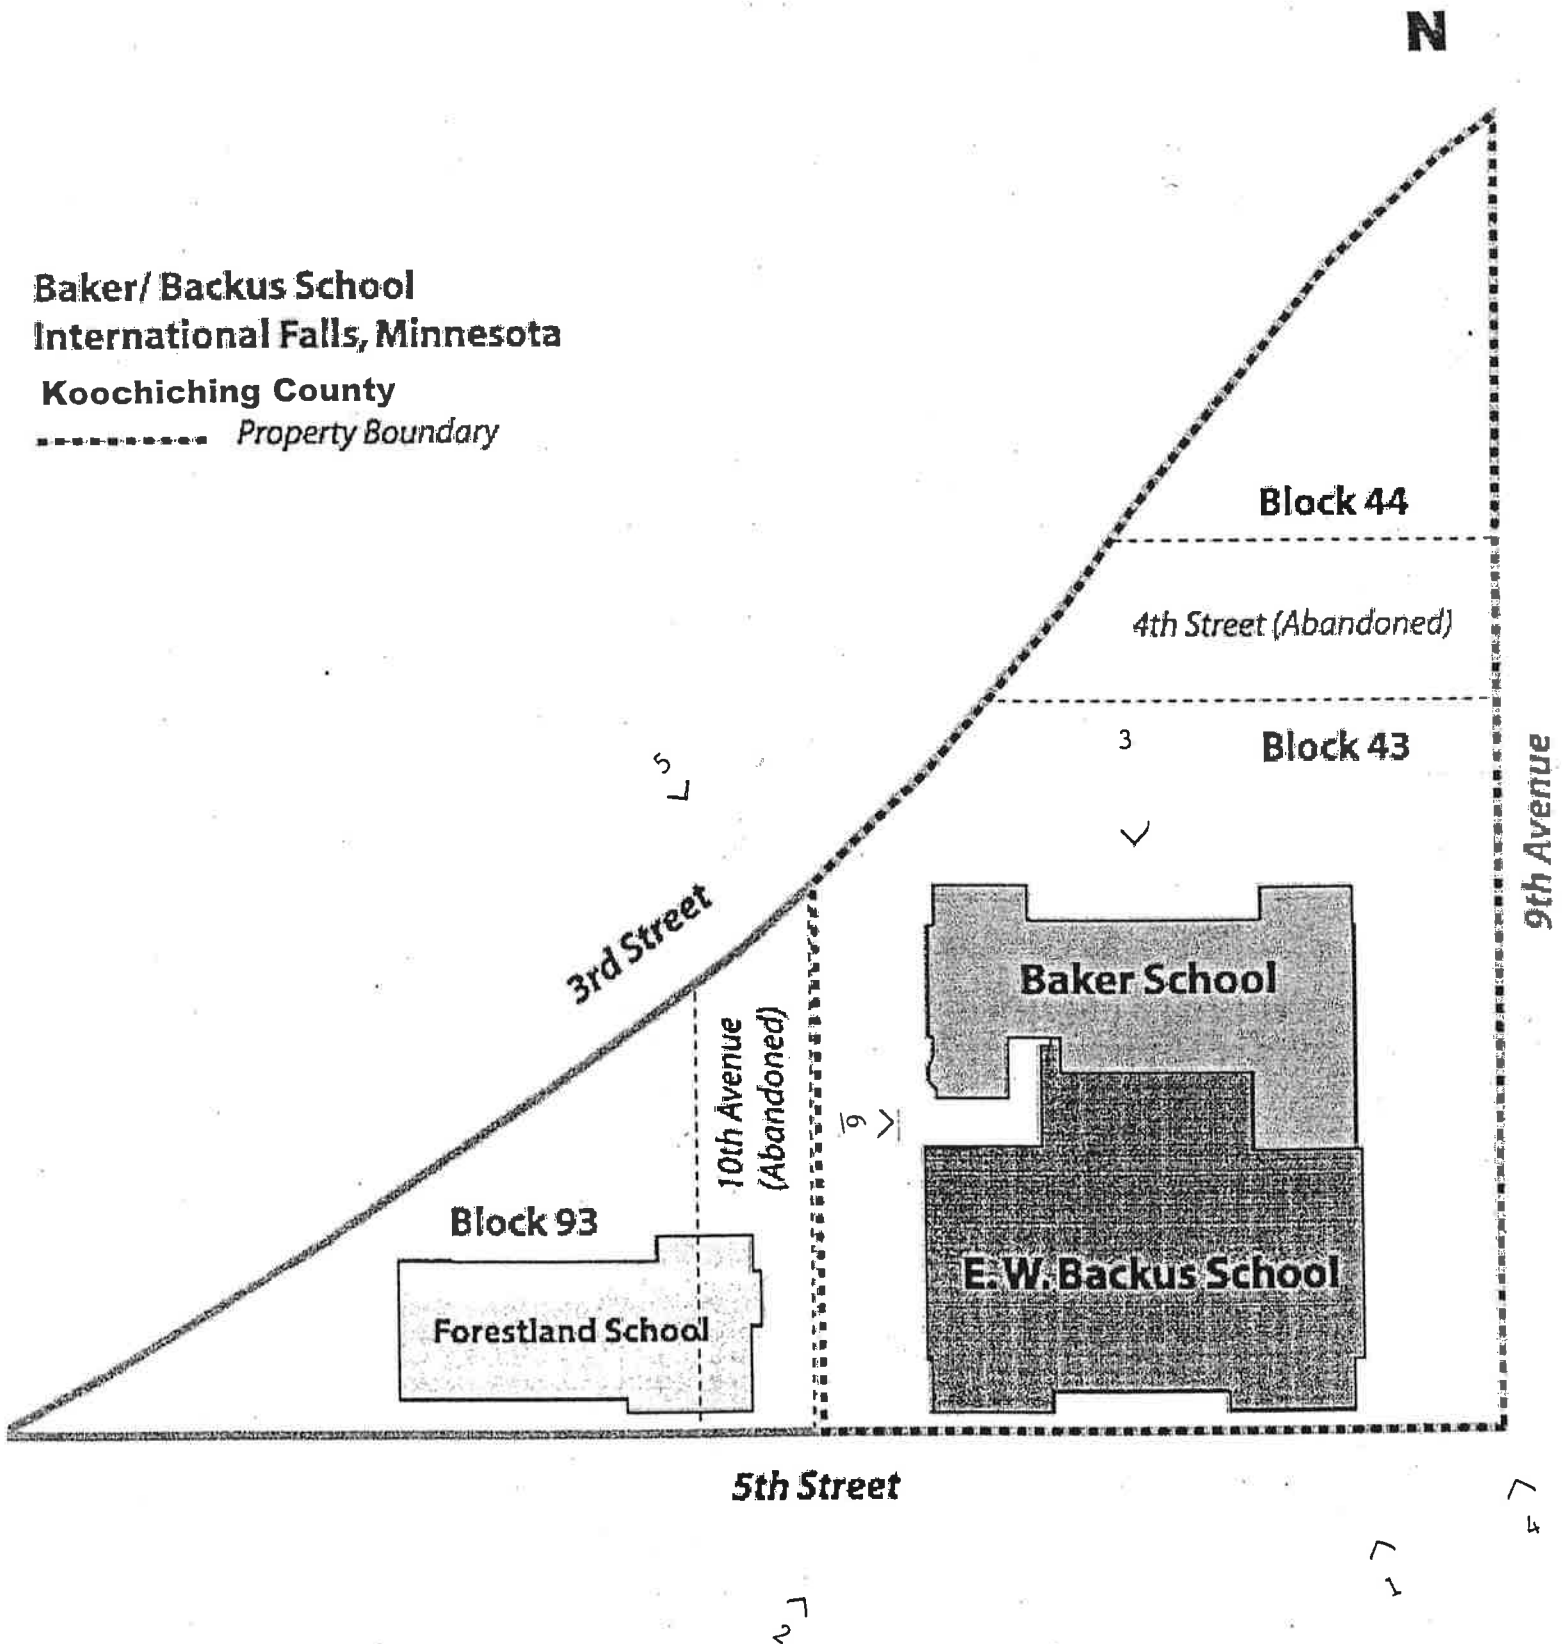 N
Baker/ Backus School
International Falls, Minnesota
Koochiching County
Property Boundary
Block 44
4th Street (Abandoned)
3
Block 43
5
9th Avenue
3rd Street
Baker School
10th Avenue
(Abandoned)
6
Block 93
E. W. Backus School
Forestland School
5th Street
4
1
2